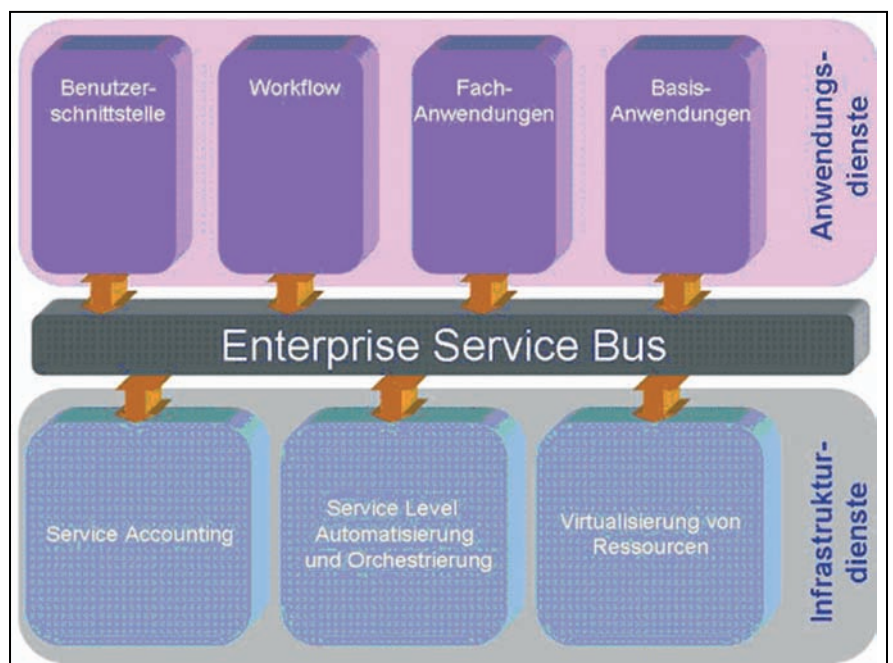 Benutzer-
schnittstelle
Workflow
Fach-
Anwendungen
Basis-
Anwendungen
Anwendungs-
dienste
Enterprise Service Bus
Service Accounting
Service Level
Automatisierung
und Orchestrierung
Virtualisierung von
Ressourcen
Infrastruktur-
dienste